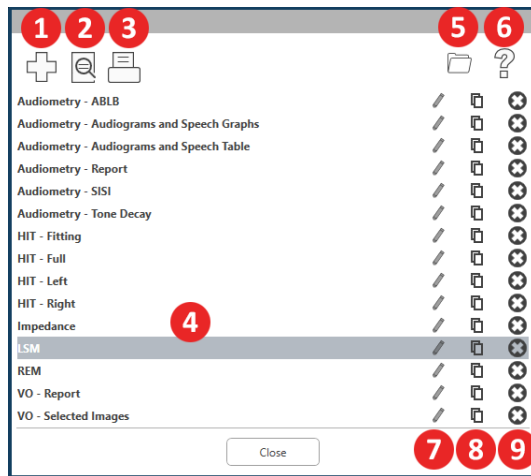 1 2 3 5 6
Audiometry - ABLB
Audiometry - Audiograms and Speech Graphs
Audiometry - Audiograms and Speech Table
Audiometry - Report
Audiometry - SISI
Audiometry - Tone Decay
HIT - Fitting
HIT - Full
HIT - Left
HIT - Right
Impedance 4
LSM
REM
VO - Report
VO - Selected Images
Close 7 8 9